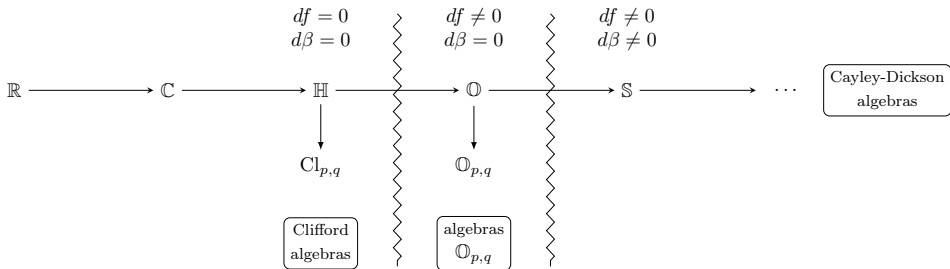 df = 0 df ≠ 0 df ≠ 0
dβ = 0 dβ = 0 dβ ≠ 0
ℝ ℂ ℍ 𝕆 𝕊 ⋯ Cayley-Dickson
algebras
Cl_{p,q} 𝕆_{p,q}
Clifford
algebras
algebras
𝕆_{p,q}